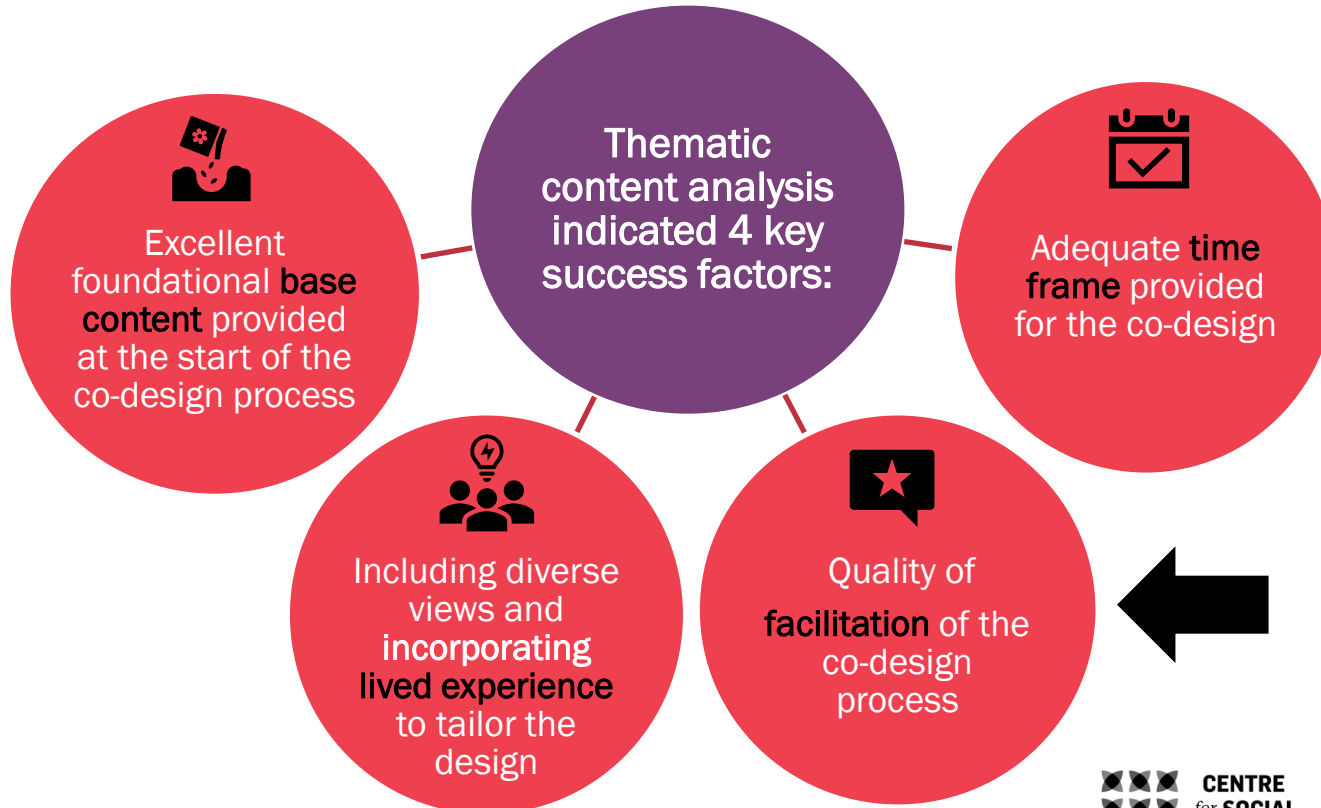 Thematic
content analysis
indicated 4 key
success factors:
Excellent
foundational base
content provided
at the start of the
co-design process
Including diverse
views and
incorporating
lived experience
to tailor the
design
Quality of
facilitation of the
co-design
process
Adequate time
frame provided
for the co-design
CENTRE
for SOCIAL